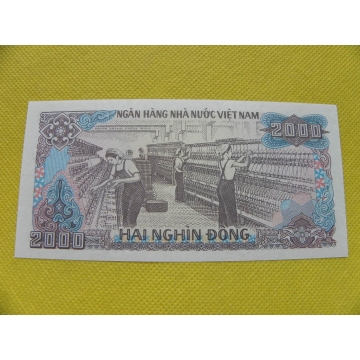 NGÂN HÀNG NHÀ NƯỚC VIỆT NAM
2000
2000
HAI NGHÌN ĐỒNG